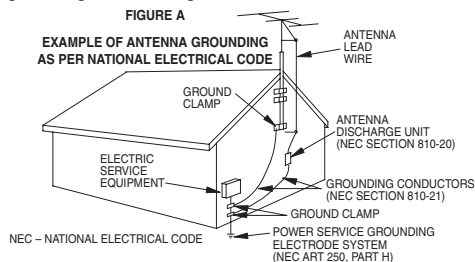 FIGURE A
EXAMPLE OF ANTENNA GROUNDING
AS PER NATIONAL ELECTRICAL CODE
ANTENNA
LEAD
WIRE
GROUND
CLAMP
ANTENNA
DISCHARGE UNIT
(NEC SECTION 810-20)
ELECTRIC
SERVICE
EQUIPMENT
GROUNDING CONDUCTORS
(NEC SECTION 810-21)
GROUND CLAMP
NEC – NATIONAL ELECTRICAL CODE
POWER SERVICE GROUNDING
ELECTRODE SYSTEM
(NEC ART 250, PART H)